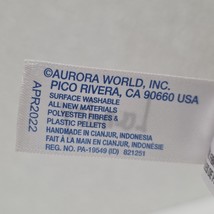 ©AURORA WORLD, INC.
PICO RIVERA, CA 90660 USA
SURFACE WASHABLE
ALL NEW MATERIALS
POLYESTER FIBRES &
PLASTIC PELLETS
HANDMADE IN CIANJUR, INDONESIA
FAIT À LA MAIN EN CIANJUR, INDONÉSIE
REG. NO. PA-19549 (ID) 821251
APR2022